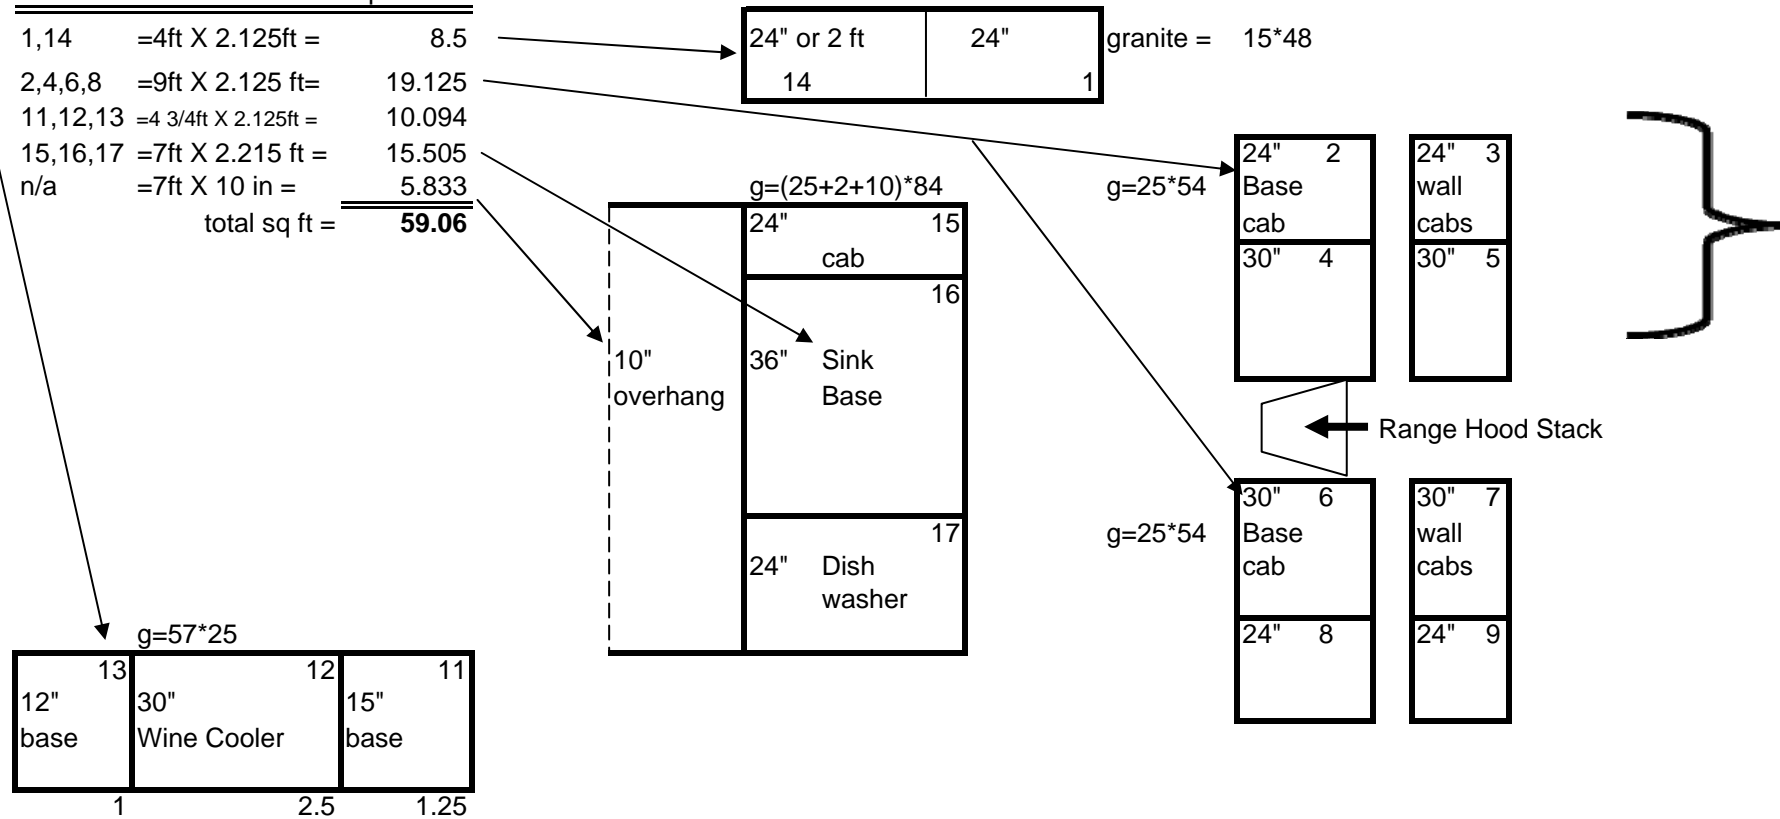 1,14 =4ft X 2.125ft = 8.5
2,4,6,8 =9ft X 2.125 ft= 19.125
11,12,13 =4 3/4ft X 2.125ft = 10.094
15,16,17 =7ft X 2.215 ft = 15.505
n/a =7ft X 10 in = 5.833
total sq ft = 59.06
24" or 2 ft 24"
14 1
granite = 15*48
g=(25+2+10)*84
24" 15
cab
16
10" 36" Sink
overhang Base
17
24" Dish
washer
g=25*54
24" 2
Base
cab
30" 4
24" 3
wall
cabs
30" 5
Range Hood Stack
g=25*54
30" 6
Base
cab
24" 8
30" 7
wall
cabs
24" 9
g=57*25
13 12 11
12" 30" 15"
base Wine Cooler base
1 2.5 1.25